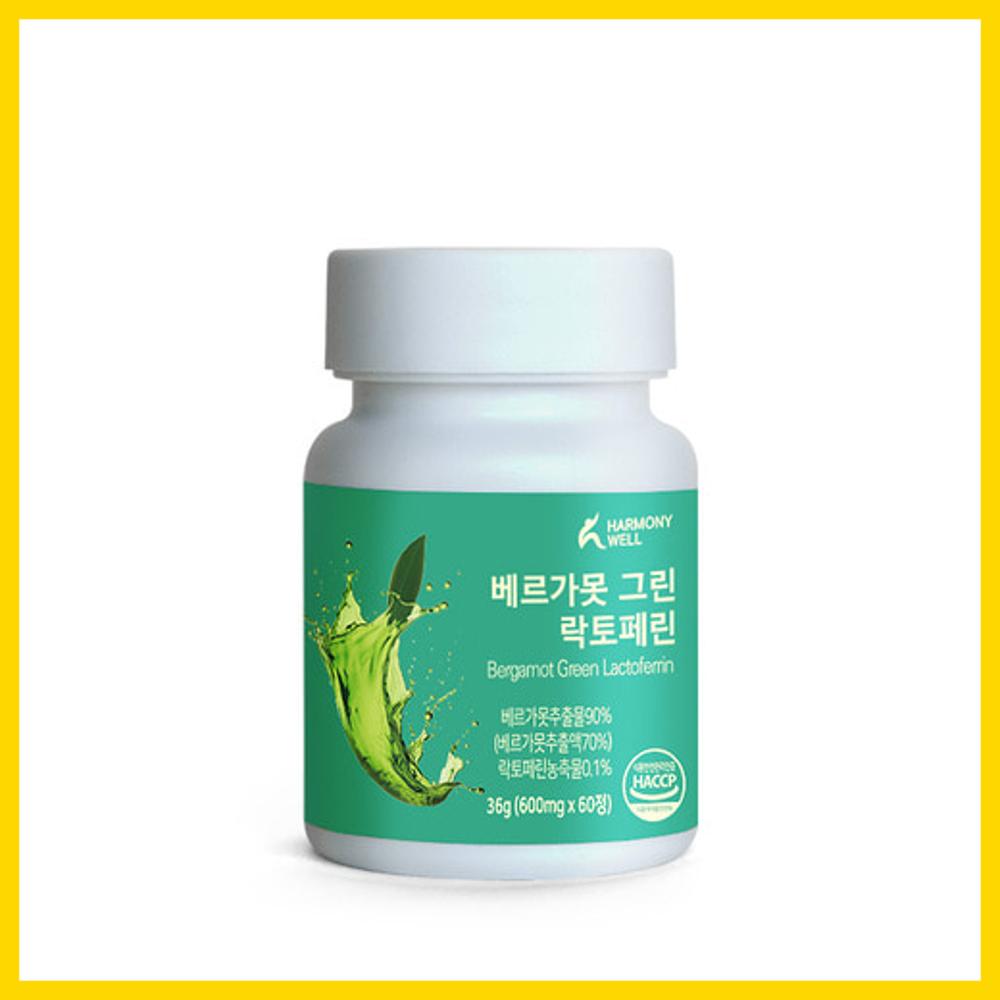 HARMONY
WELL
베르가못 그린
락토페린
Bergamot Green Lactoferrin
베르가못추출물90%
(베르가못추출액70%)
락토페린농축물0.1%
36g (600mg x 60정)
HACCP